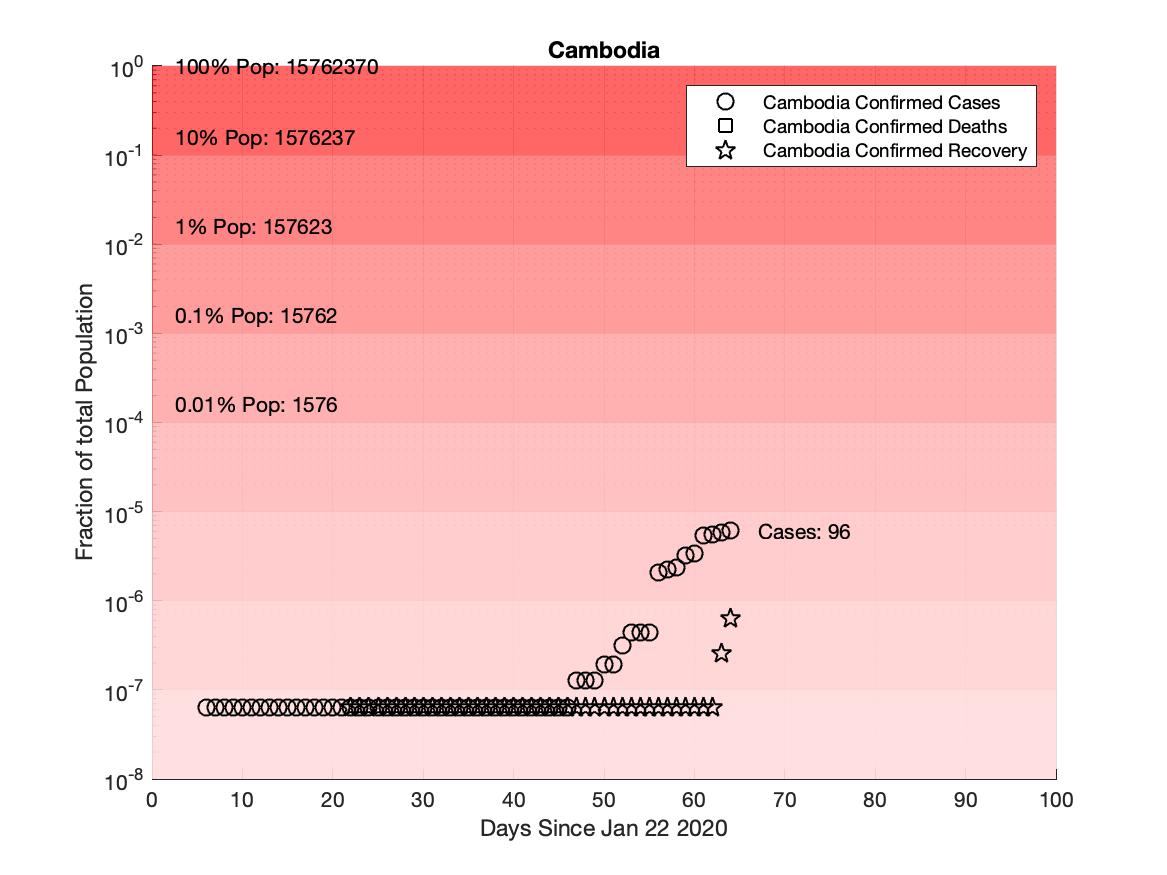 Cambodia
10^0
100% Pop: 15762370
Cambodia Confirmed Cases
Cambodia Confirmed Deaths
Cambodia Confirmed Recovery
10% Pop: 1576237
10^-1
1% Pop: 157623
10^-2
0.1% Pop: 15762
10^-3
0.01% Pop: 1576
10^-4
10^-5
Cases: 96
10^-6
10^-7
10^-8
Fraction of total Population
0 10 20 30 40 50 60 70 80 90 100
Days Since Jan 22 2020